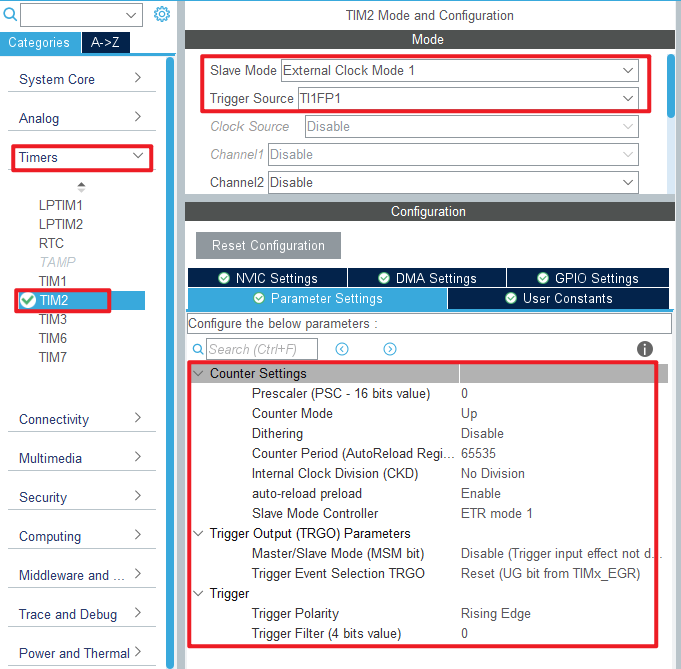 TIM2 Mode and Configuration
Categories
A->Z
System Core
Analog
Timers
LPTIM1
LPTIM2
RTC
TAMP
TIM1
TIM2
TIM3
TIM6
TIM7
Connectivity
Multimedia
Security
Computing
Middleware and ...
Trace and Debug
Power and Thermal
Mode
Slave Mode External Clock Mode 1
Trigger Source TI1FP1
Clock Source Disable
Channel1 Disable
Channel2 Disable
Configuration
Reset Configuration
NVIC Settings
DMA Settings
GPIO Settings
Parameter Settings
User Constants
Configure the below parameters :
Search (Ctrl+F)
Counter Settings
Prescaler (PSC - 16 bits value) 0
Counter Mode Up
Dithering Disable
Counter Period (AutoReload Regi... 65535
Internal Clock Division (CKD) No Division
auto-reload preload Enable
Slave Mode Controller ETR mode 1
Trigger Output (TRGO) Parameters
Master/Slave Mode (MSM bit) Disable (Trigger input effect not d...
Trigger Event Selection TRGO Reset (UG bit from TIMx_EGR)
Trigger
Trigger Polarity Rising Edge
Trigger Filter (4 bits value) 0